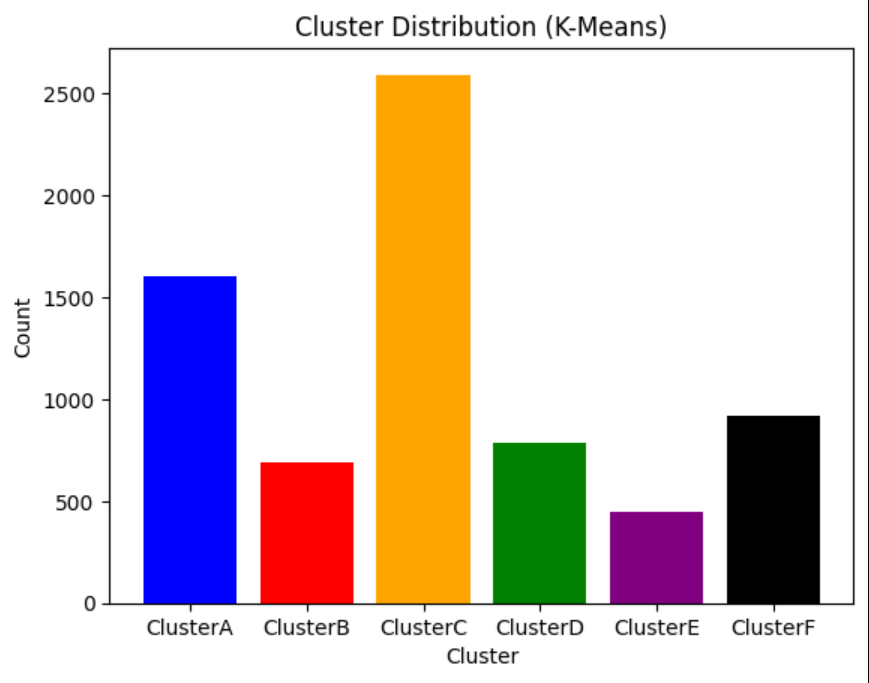 Cluster Distribution (K-Means)
2500
2000
1500
1000
500
0
Count
ClusterA ClusterB ClusterC ClusterD ClusterE ClusterF
Cluster